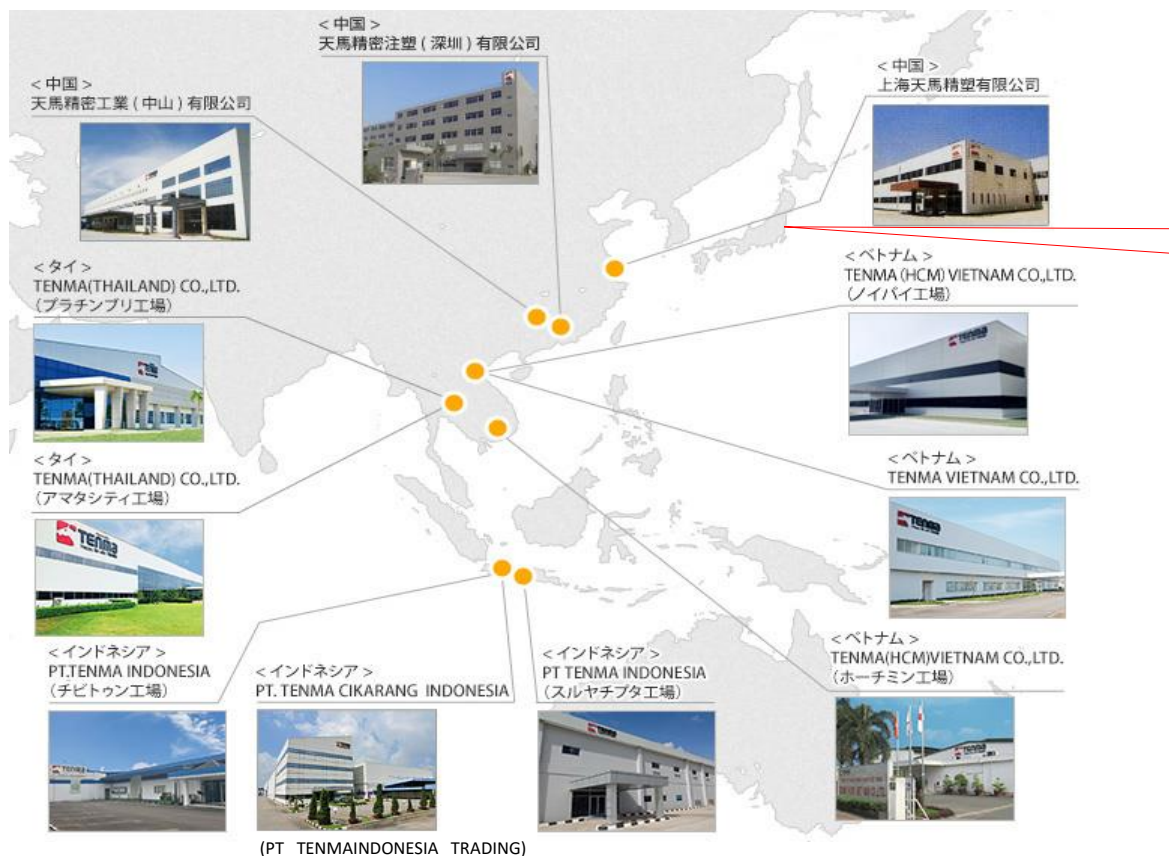 < 中国 >
天馬精密注塑 ( 深圳 ) 有限公司
< 中国 >
天馬精密工業 ( 中山 ) 有限公司
< 中国 >
上海天馬精塑有限公司
< タイ >
TENMA(THAILAND) CO.,LTD.
(プラチンブリ工場)
TENMA
< ベトナム >
TENMA (HCM) VIETNAM CO.,LTD.
(ノイバイ工場)
TENMA
< タイ >
TENMA(THAILAND) CO.,LTD.
(アマタシティ工場)
TENMA
< ベトナム >
TENMA VIETNAM CO.,LTD.
TENMA
< インドネシア >
PT.TENMA INDONESIA
(チビトゥン工場)
TENMA
< インドネシア >
PT. TENMA CIKARANG INDONESIA
< インドネシア >
PT TENMA INDONESIA
(スルヤチプタ工場)
TENMA
< ベトナム >
TENMA(HCM)VIETNAM CO.,LTD.
(ホーチミン工場)
TENMA
(PT TENMAINDONESIA TRADING)